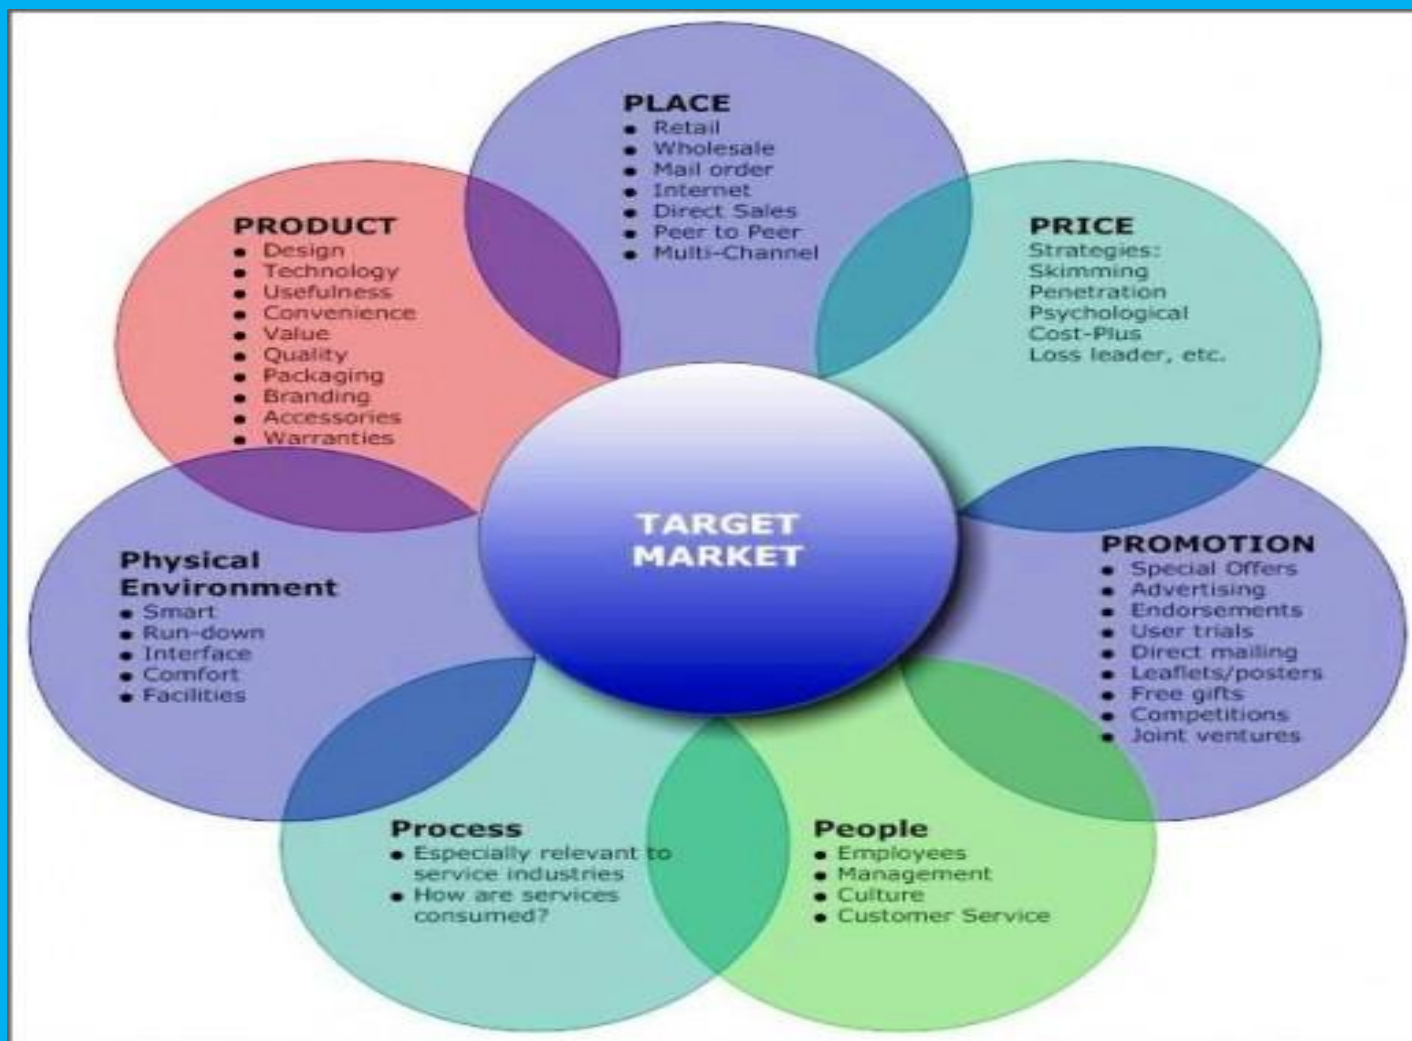 PLACE
● Retail
● Wholesale
● Mail order
● Internet
● Direct Sales
● Peer to Peer
● Multi-Channel
PRODUCT
● Design
● Technology
● Usefulness
● Convenience
● Value
● Quality
● Packaging
● Branding
● Accessories
● Warranties
PRICE
Strategies:
Skimming
Penetration
Psychological
Cost-Plus
Loss leader, etc.
TARGET
MARKET
Physical
Environment
● Smart
● Run-down
● Interface
● Comfort
● Facilities
PROMOTION
● Special Offers
● Advertising
● Endorsements
● User trials
● Direct mailing
● Leaflets/posters
● Free gifts
● Competitions
● Joint ventures
Process
● Especially relevant to
service industries
● How are services
consumed?
People
● Employees
● Management
● Culture
● Customer Service